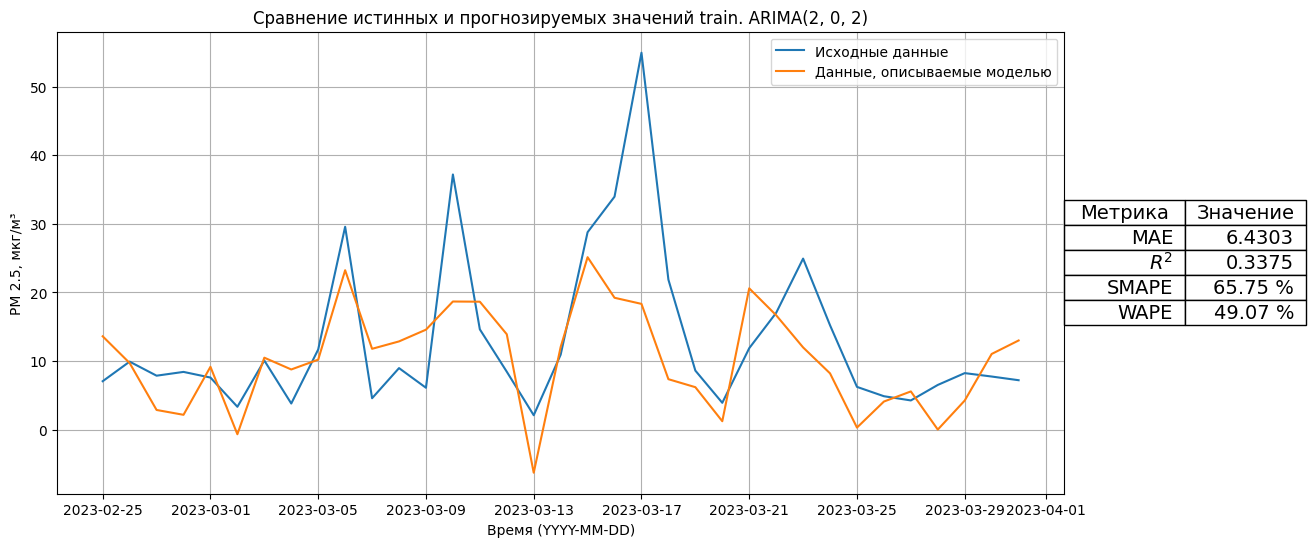 Сравнение истинных и прогнозируемых значений train. ARIMA(2, 0, 2)
Исходные данные
Данные, описываемые моделью
PM 2.5, мкг/м³
50
40
30
20
10
0
2023-02-25 2023-03-01 2023-03-05 2023-03-09 2023-03-13 2023-03-17 2023-03-21 2023-03-25 2023-03-29 2023-04-01
Время (YYYY-MM-DD)
Метрика Значение
MAE 6.4303
R² 0.3375
SMAPE 65.75 %
WAPE 49.07 %